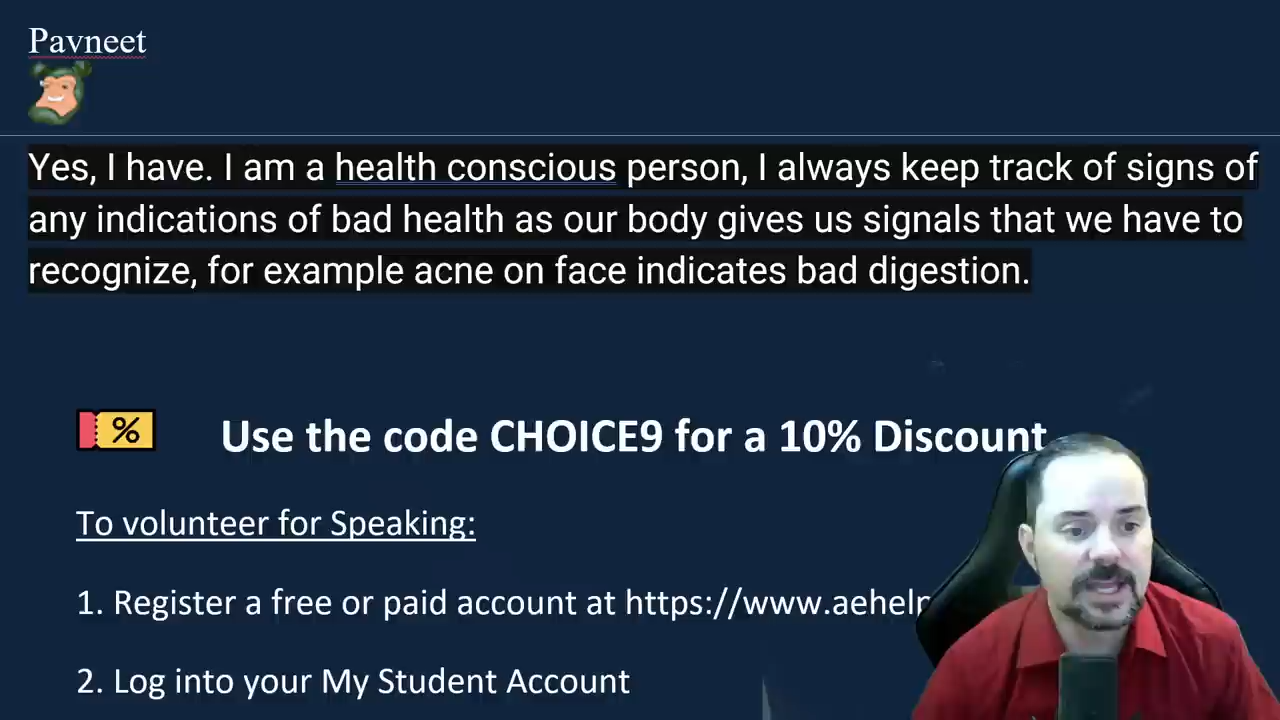 Pavneet
Yes, I have. I am a health conscious person, I always keep track of signs of
any indications of bad health as our body gives us signals that we have to
recognize, for example acne on face indicates bad digestion.
%
Use the code CHOICE9 for a 10% Discount
To volunteer for Speaking:
1. Register a free or paid account at https://www.aehelp
2. Log into your My Student Account